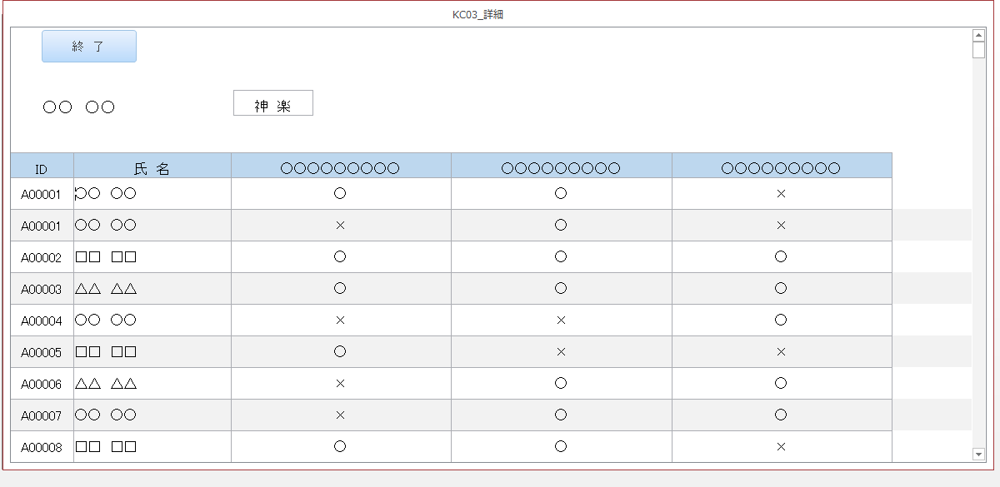 KC03_詳細
終 了
○○ ○○ 神 楽
ID 氏 名 ○○○○○○○○○ ○○○○○○○○○ ○○○○○○○○○
A00001 ○○ ○○ ○ ○ ×
A00001 ○○ ○○ × ○ ×
A00002 □□ □□ ○ ○ ○
A00003 △△ △△ ○ ○ ○
A00004 ○○ ○○ × × ○
A00005 □□ □□ ○ × ×
A00006 △△ △△ × ○ ○
A00007 ○○ ○○ × ○ ○
A00008 □□ □□ ○ ○ ×